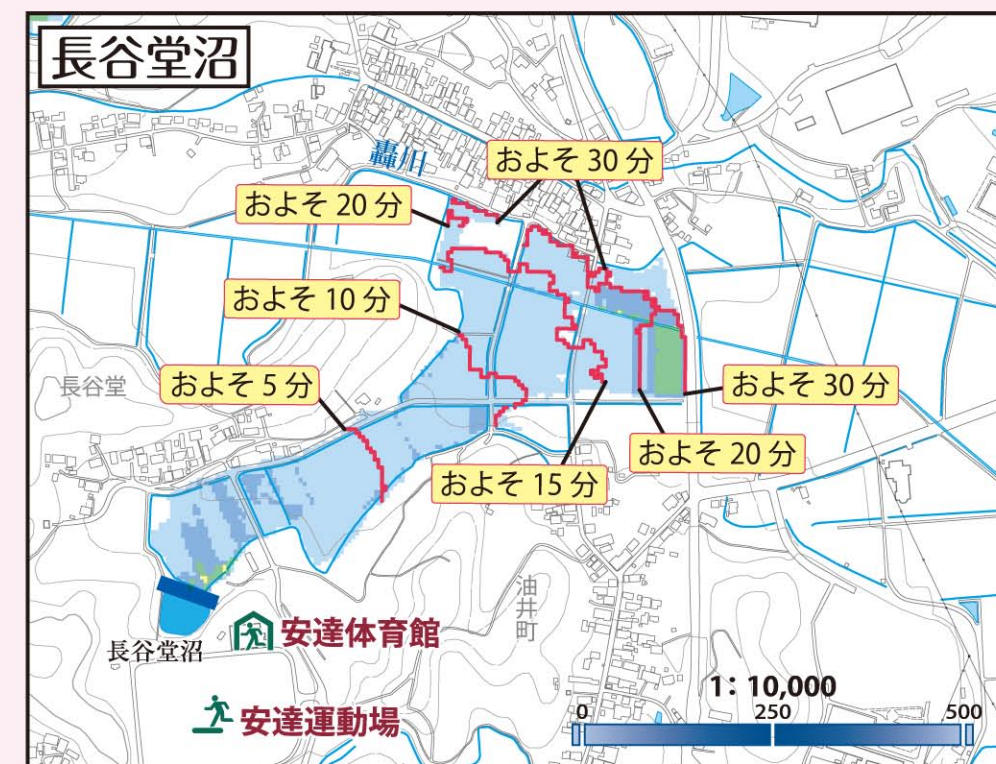 長谷堂沼
轟川
およそ 30 分
およそ 20 分
およそ 10 分
長谷堂
およそ 5 分
およそ 30 分
およそ 20 分
およそ 15 分
油井町
長谷堂沼
安達体育館
安達運動場
1: 10,000
0 250 500